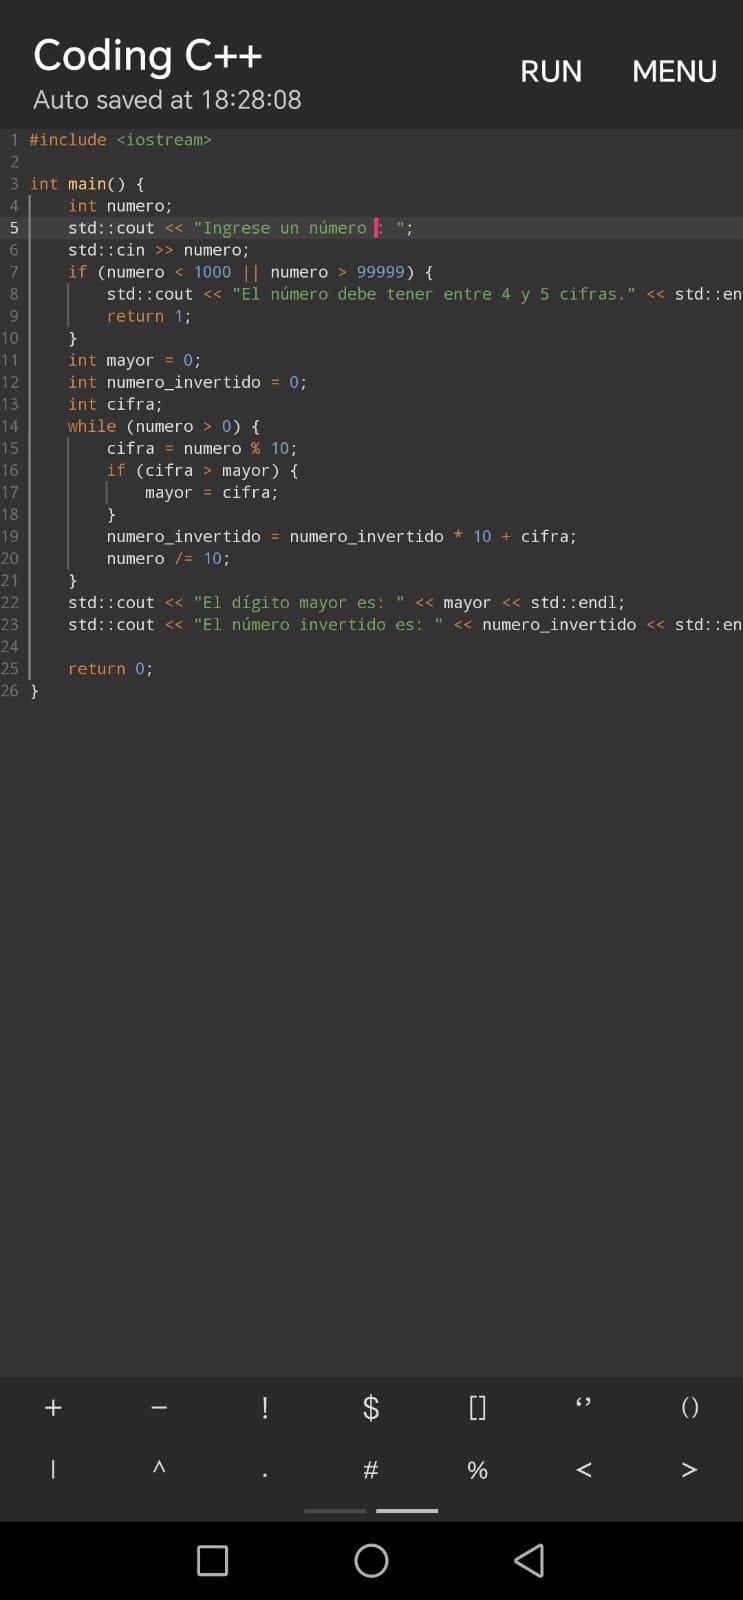 Coding C++
RUN
MENU
Auto saved at 18:28:08
1 #include <iostream>
2
3 int main() {
4     int numero;
5     std::cout << "Ingrese un número : ";
6     std::cin >> numero;
7     if (numero < 1000 || numero > 99999) {
8         std::cout << "El número debe tener entre 4 y 5 cifras." << std::en
9         return 1;
10     }
11     int mayor = 0;
12     int numero_invertido = 0;
13     int cifra;
14     while (numero > 0) {
15         cifra = numero % 10;
16         if (cifra > mayor) {
17             mayor = cifra;
18         }
19         numero_invertido = numero_invertido * 10 + cifra;
20         numero /= 10;
21     }
22     std::cout << "El dígito mayor es: " << mayor << std::endl;
23     std::cout << "El número invertido es: " << numero_invertido << std::en
24
25     return 0;
26 }
+ − ! $ [] ‘’ ()
| ^ . # % < >